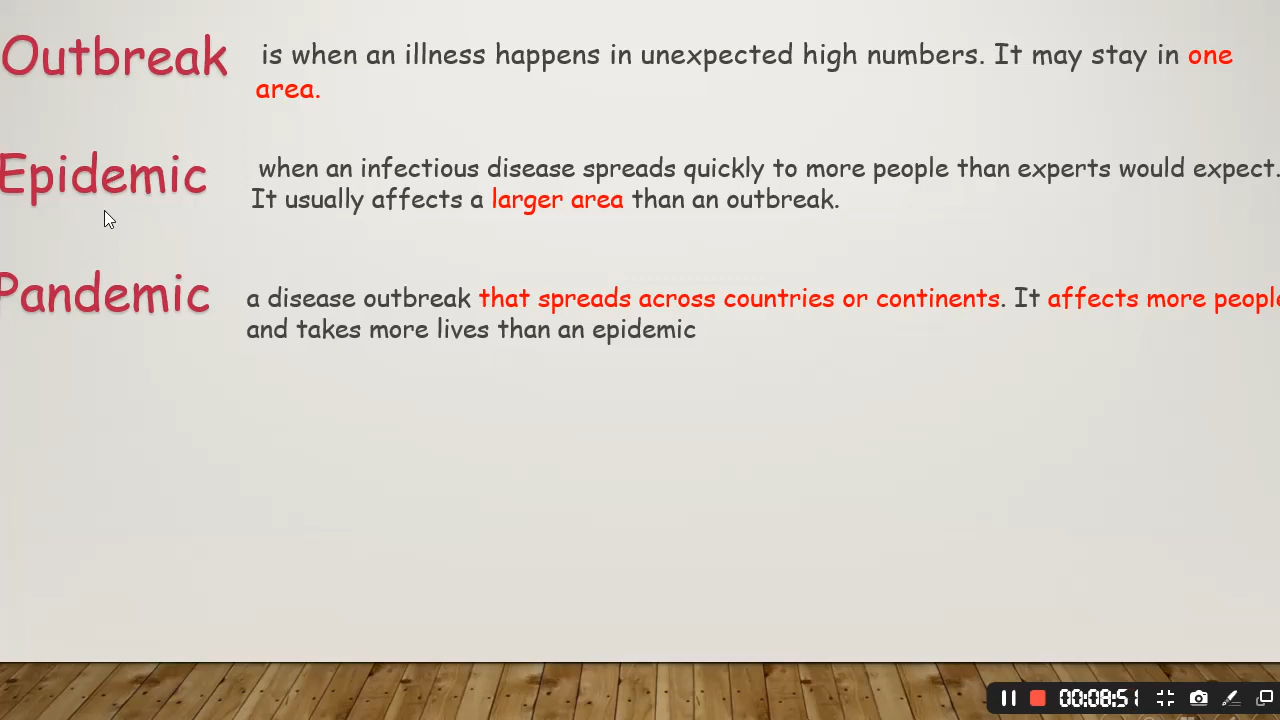 Outbreak is when an illness happens in unexpected high numbers. It may stay in one
area.
Epidemic when an infectious disease spreads quickly to more people than experts would expect.
It usually affects a larger area than an outbreak.
Pandemic a disease outbreak that spreads across countries or continents. It affects more people
and takes more lives than an epidemic
00:08:51